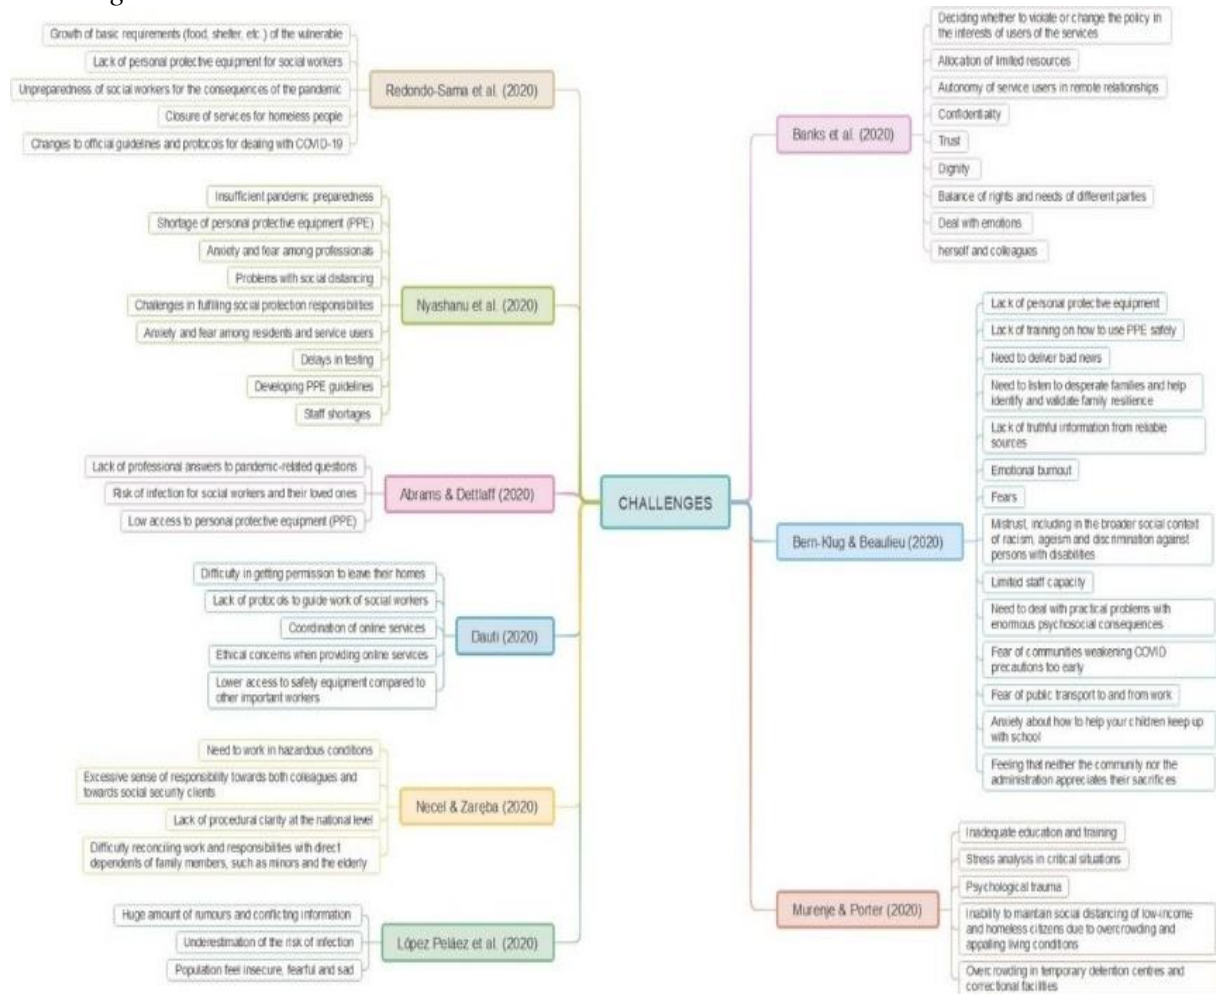 Growth of basic requirements (food, shelter, etc.) of the vulnerable
Lack of personal protective equipment for social workers
Unpreparedness of social workers for the consequences of the pandemic
Closure of services for homeless people
Changes to official guidelines and protocols for dealing with COVID-19
Redondo-Sama et al. (2020)
Insufficient pandemic preparedness
Shortage of personal protective equipment (PPE)
Anxiety and fear among professionals
Problems with social distancing
Challenges in fulfiling social protection responsibilities
Anxiety and fear among residents and service users
Delays in testing
Developing PPE guidelines
Staff shortages
Nyashanu et al. (2020)
Lack of professional answers to pandemic-related questions
Risk of infection for social workers and their loved ones
Low access to personal protective equipment (PPE)
Abrams & Dettlaff (2020)
Difficulty in getting permission to leave their homes
Lack of protocols to guide work of social workers
Coordination of online services
Ethical concerns when providing online services
Lower access to safety equipment compared to
other important workers
Dauti (2020)
Need to work in hazardous conditions
Excessive sense of responsibility towards both colleagues and
towards social security clients
Lack of procedural clarity at the national level
Difficulty reconciling work and responsibilities with direct
dependents of family members, such as minors and the elderly
Necel & Zaręba (2020)
Huge amount of rumours and conflicting information
Underestimation of the risk of infection
Population feel insecure, fearful and sad
López Peláez et al. (2020)
CHALLENGES
Banks et al. (2020)
Deciding whether to violate or change the policy in
the interests of users of the services
Allocation of limited resources
Autonomy of service users in remote relationships
Confidentiality
Trust
Dignity
Balance of rights and needs of different parties
Deal with emotions
herself and colleagues
Bern-Klug & Beaulieu (2020)
Lack of personal protective equipment
Lack of training on how to use PPE safely
Need to deliver bad news
Need to listen to desperate families and help
identify and validate family resilience
Lack of truthful information from reliable
sources
Emotional burnout
Fears
Mistrust, including in the broader social context
of racism, ageism and discrimination against
persons with disabilities
Limited staff capacity
Need to deal with practical problems with
enormous psychosocial consequences
Fear of communities weakening COVID
precautions too early
Fear of public transport to and from work
Anxiety about how to help your children keep up
with school
Feeling that neither the community nor the
administration appreciates their sacrifices
Murenje & Porter (2020)
Inadequate education and training
Stress analysis in critical situations
Psychological trauma
Inability to maintain social distancing of low-income
and homeless citizens due to overcrowding and
appalling living conditions
Overcrowding in temporary detention centres and
correctional facilities